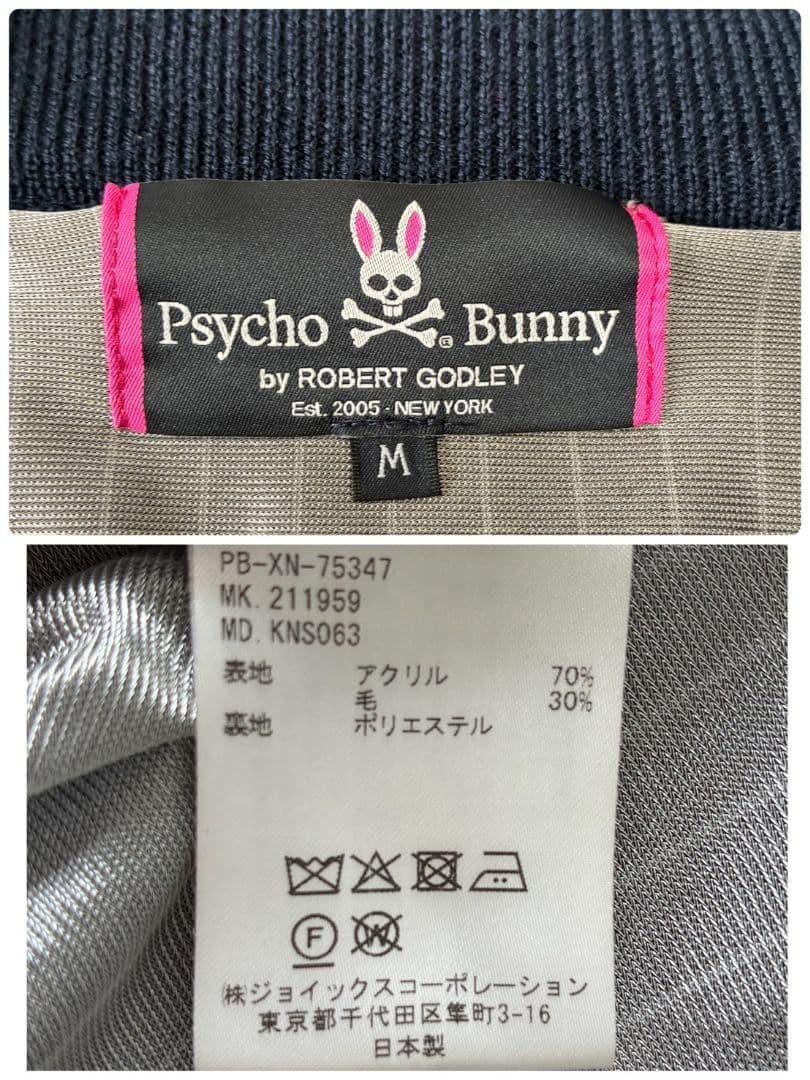 Psycho ® Bunny
by ROBERT GODLEY
Est. 2005 - NEW YORK
M
PB-XN-75347
MK. 211959
MD. KNS063
表地 アクリル 70%
毛 30%
裏地 ポリエステル
F W
㈱ジョイックスコーポレーション
東京都千代田区隼町3-16
日本製